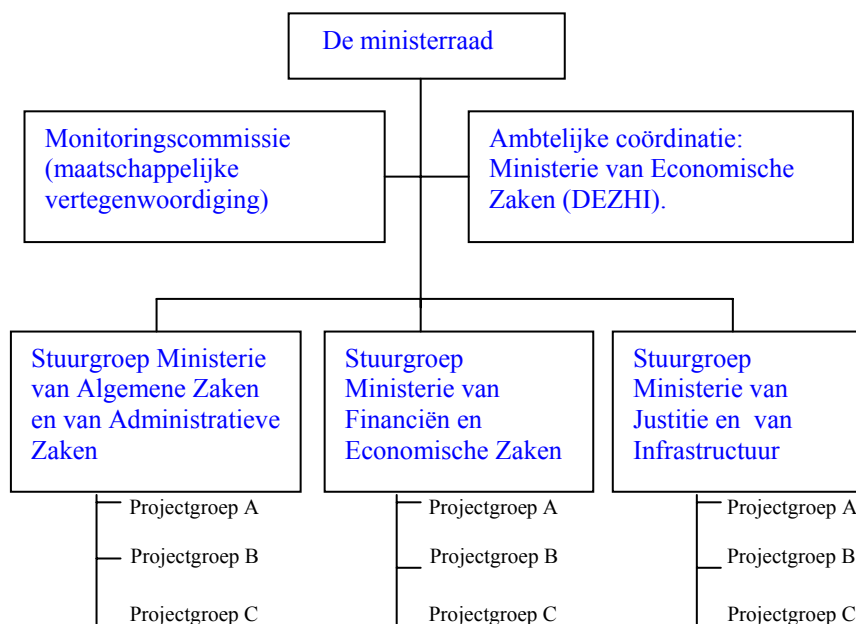 De ministerraad
Monitoringscommissie
(maatschappelijke
vertegenwoordiging)
Ambtelijke coördinatie:
Ministerie van Economische
Zaken (DEZHI).
Stuurgroep Ministerie
van Algemene Zaken
en van Administratieve
Zaken
Stuurgroep
Ministerie van
Financiën en
Economische Zaken
Stuurgroep
Ministerie van
Justitie en van
Infrastructuur
Projectgroep A
Projectgroep B
Projectgroep C
Projectgroep A
Projectgroep B
Projectgroep C
Projectgroep A
Projectgroep B
Projectgroep C